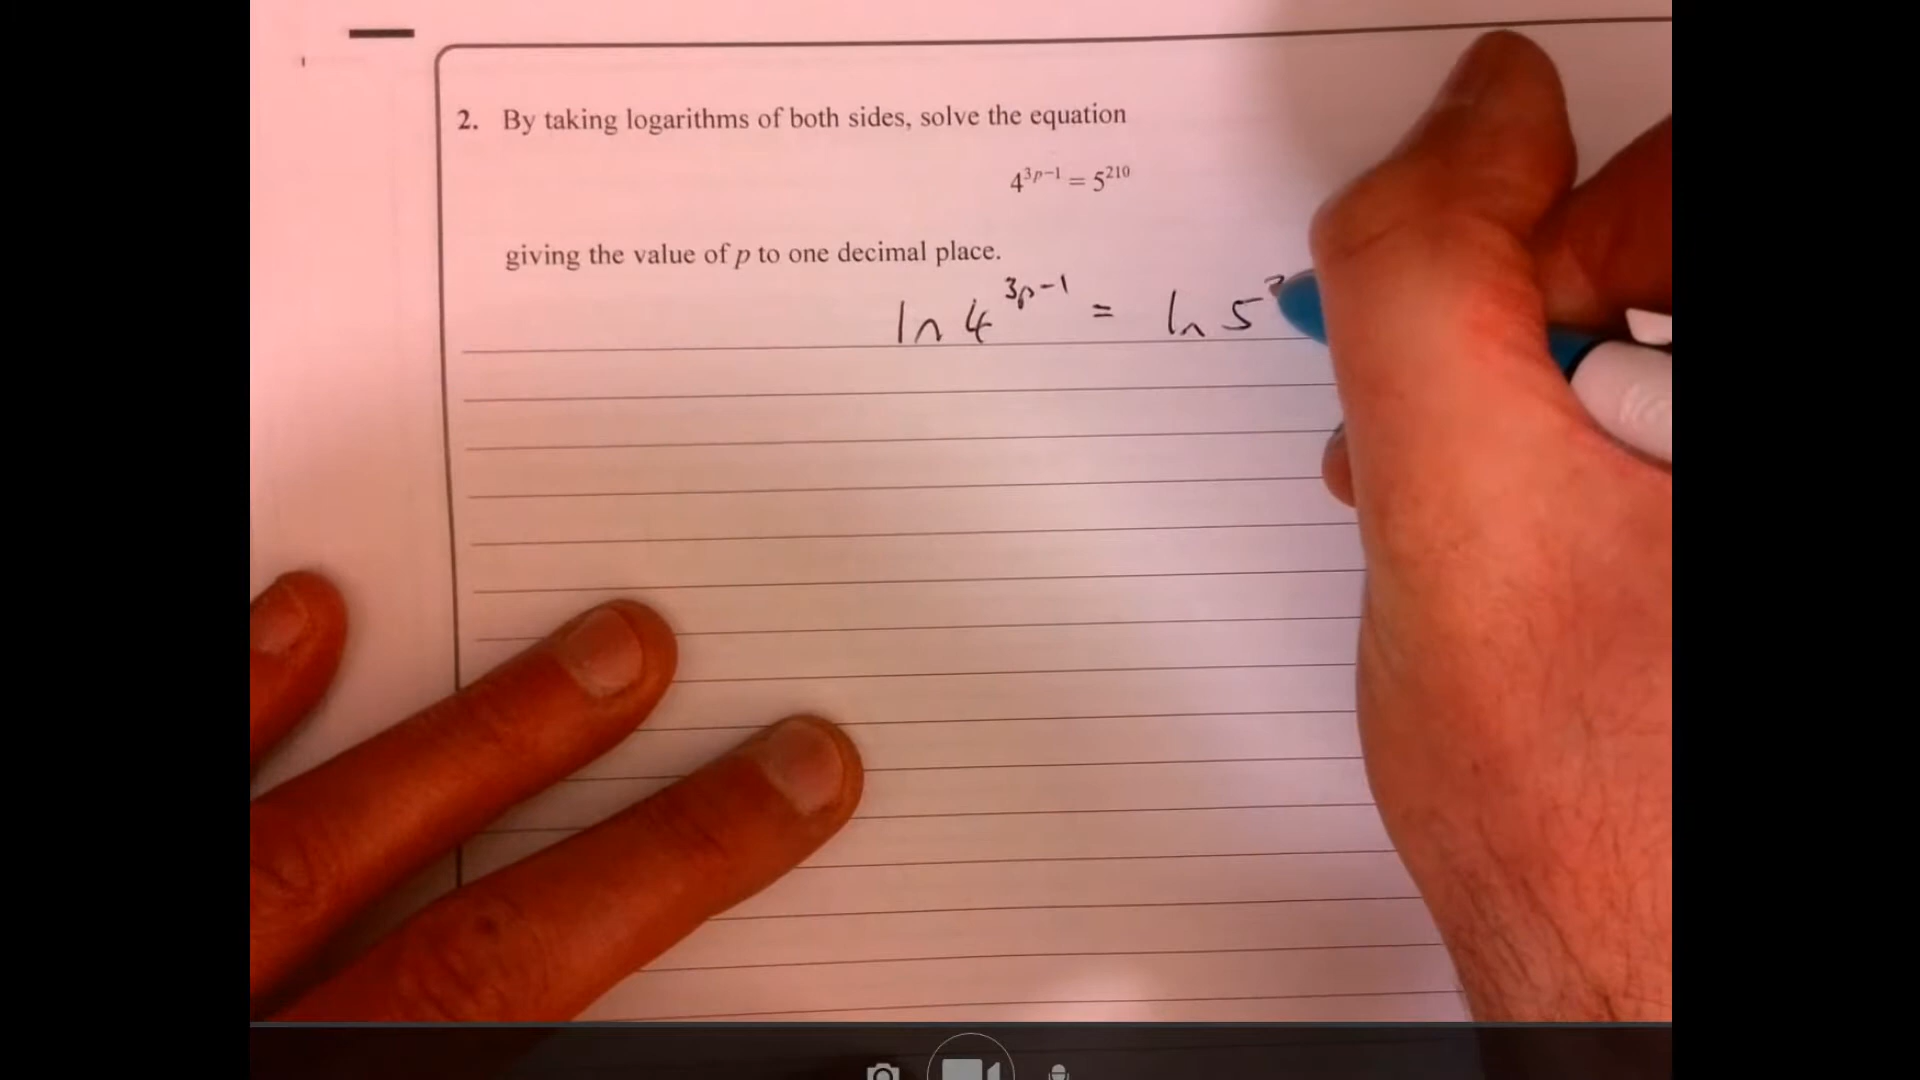 2. By taking logarithms of both sides, solve the equation
4^{3p−1} = 5^{210}
giving the value of p to one decimal place.
ln 4^{3p−1} = ln 5